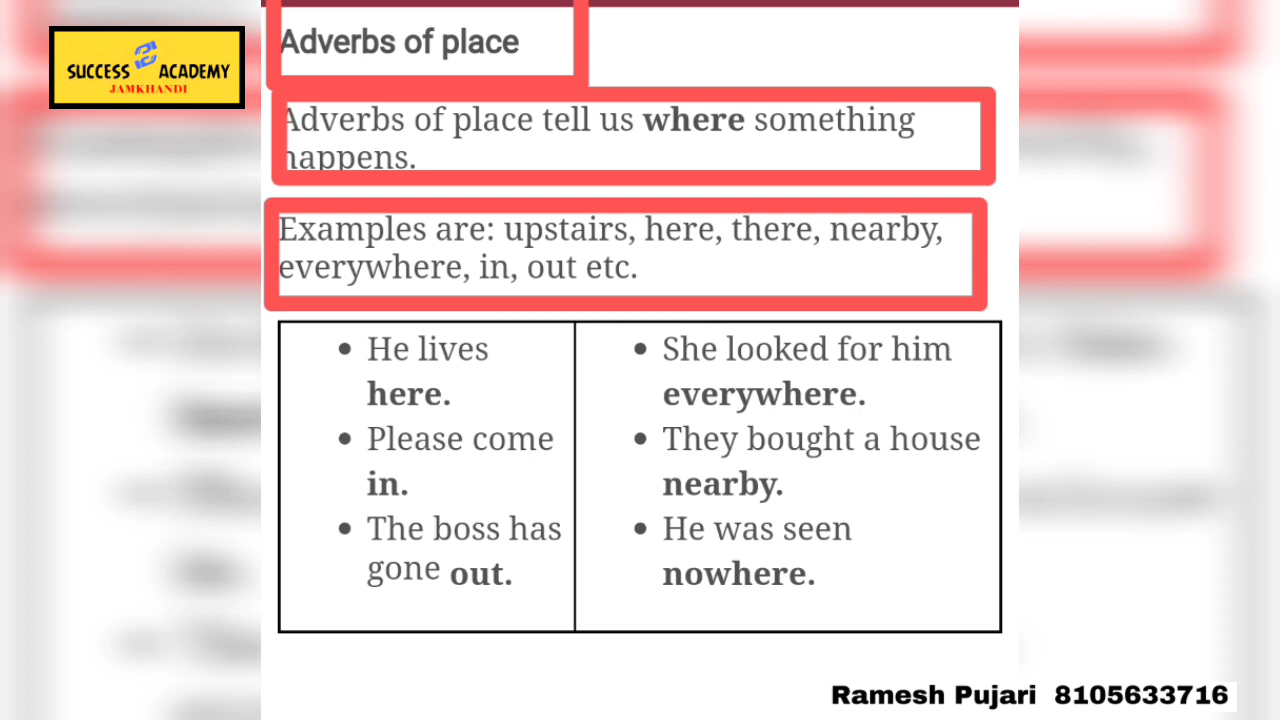 SUCCESS ACADEMY
JAMKHANDI
Adverbs of place
Adverbs of place tell us where something
happens.
Examples are: upstairs, here, there, nearby,
everywhere, in, out etc.
• He lives
here.
• Please come
in.
• The boss has
gone out.
• She looked for him
everywhere.
• They bought a house
nearby.
• He was seen
nowhere.
Ramesh Pujari 8105633716